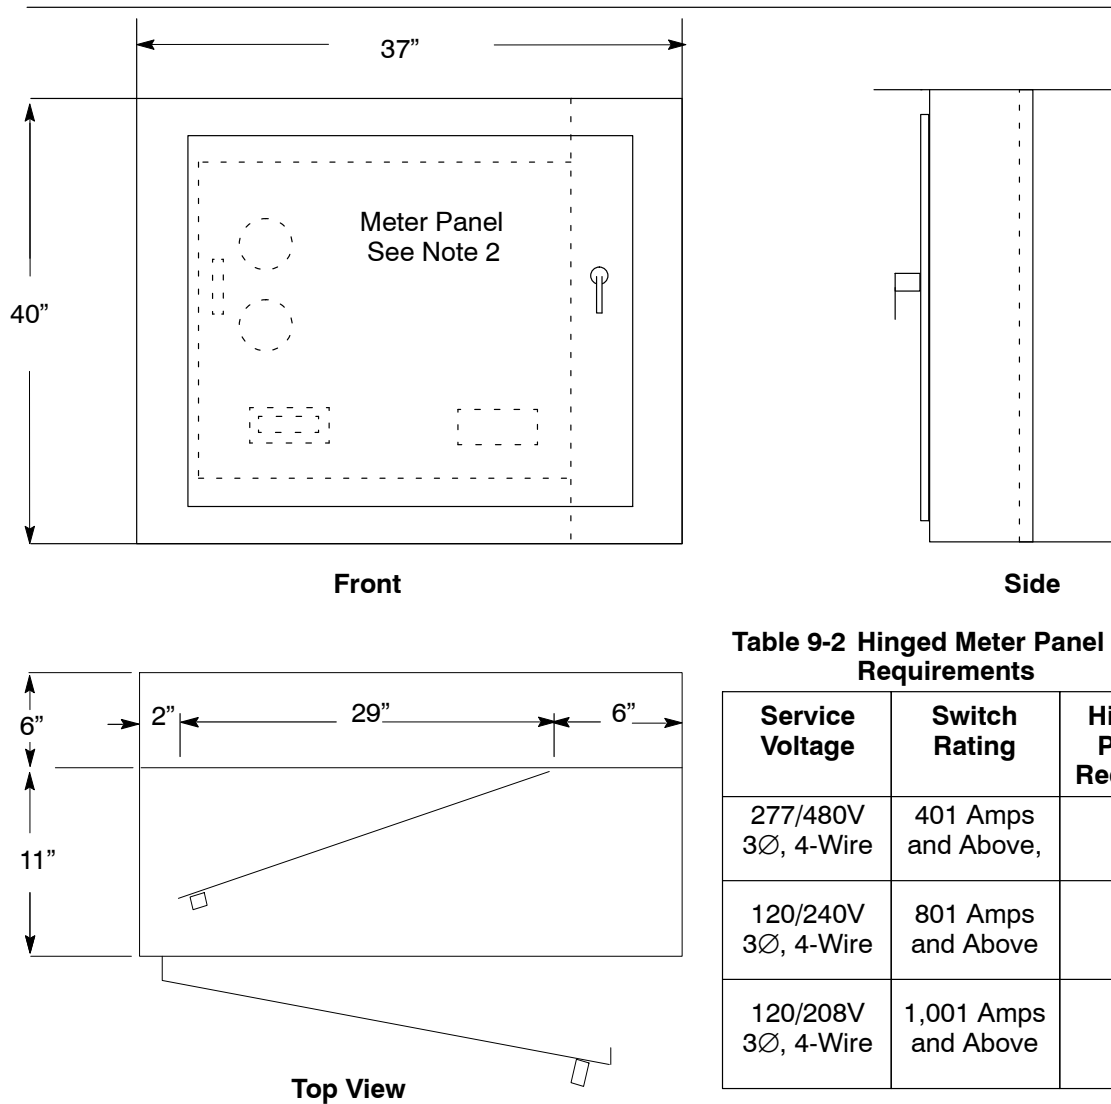 37”
40”
Meter Panel
See Note 2
Front
Side
6”
2”
29”
6”
11”
Top View
Table 9-2 Hinged Meter Panel
Requirements
Service
Voltage
Switch
Rating
277/480V
3∅, 4-Wire
401 Amps
and Above,
120/240V
3∅, 4-Wire
801 Amps
and Above
120/208V
3∅, 4-Wire
1,001 Amps
and Above